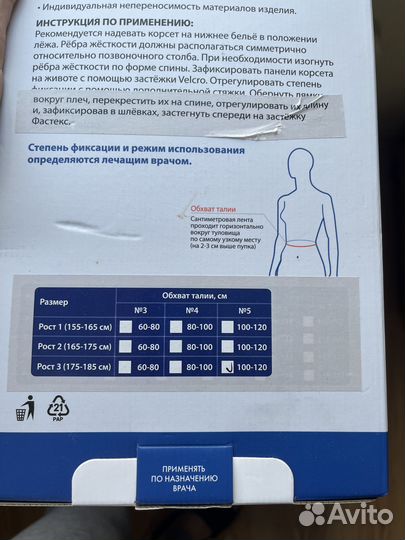 • Индивидуальная непереносимость материалов изделия.
ИНСТРУКЦИЯ ПО ПРИМЕНЕНИЮ:
Рекомендуется надевать корсет на нижнее бельё в положении
лёжа. Рёбра жёсткости должны располагаться симметрично
относительно позвоночного столба. При необходимости изогнуть
рёбра жёсткости по форме спины. Зафиксировать панели корсета
на животе с помощью застёжки Velcro. Отрегулировать степень
фиксации с помощью дополнительной стяжки. Обернуть лямки
вокруг плеч, перекрестить их на спине, отрегулировать их длину
и, зафиксировав в шлёвках, застегнуть спереди на застёжку
Фастекс.
Степень фиксации и режим использования
определяются лечащим врачом.
Обхват талии
Сантиметровая лента
проходит горизонтально
вокруг туловища
по самому узкому месту
(на 2-3 см выше пупка)
Размер Обхват талии, см
№3 №4 №5
Рост 1 (155-165 см) 60-80 80-100 100-120
Рост 2 (165-175 см) 60-80 80-100 100-120
Рост 3 (175-185 см) 60-80 80-100 100-120
21
PAP
ПРИМЕНЯТЬ
ПО НАЗНАЧЕНИЮ
ВРАЧА
Avito